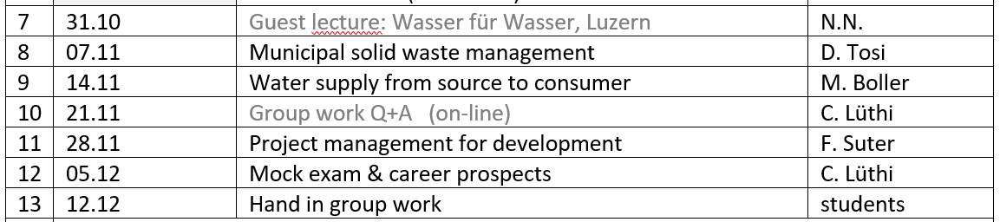 7 31.10 Guest lecture: Wasser für Wasser, Luzern N.N.
8 07.11 Municipal solid waste management D. Tosi
9 14.11 Water supply from source to consumer M. Boller
10 21.11 Group work Q+A (on-line) C. Lüthi
11 28.11 Project management for development F. Suter
12 05.12 Mock exam & career prospects C. Lüthi
13 12.12 Hand in group work students